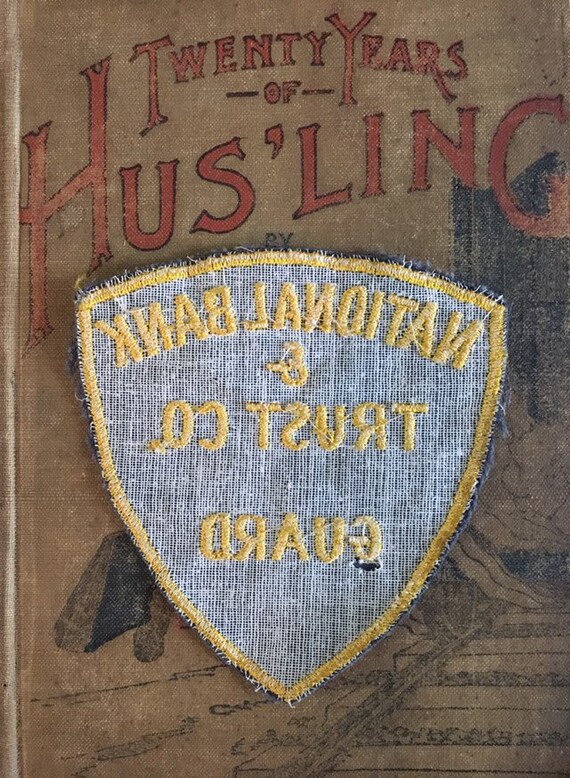 TWENTY YEARS
OF
HUS'LING
BY
NATIONAL BANK
&
TRUST CO.
GUARD